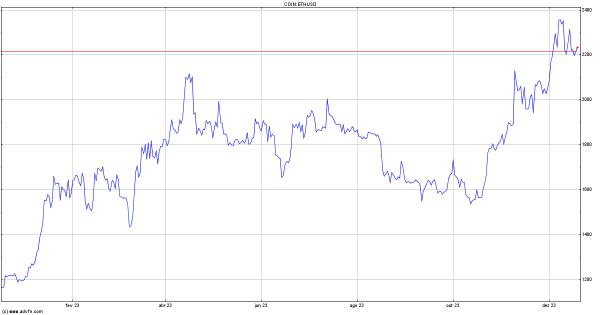 COIN:ETHUSD
2400
2200
2000
1800
1600
1400
1200
fev 23
abr 23
jun 23
ago 23
out 23
dez 23
(c) www.advfn.com